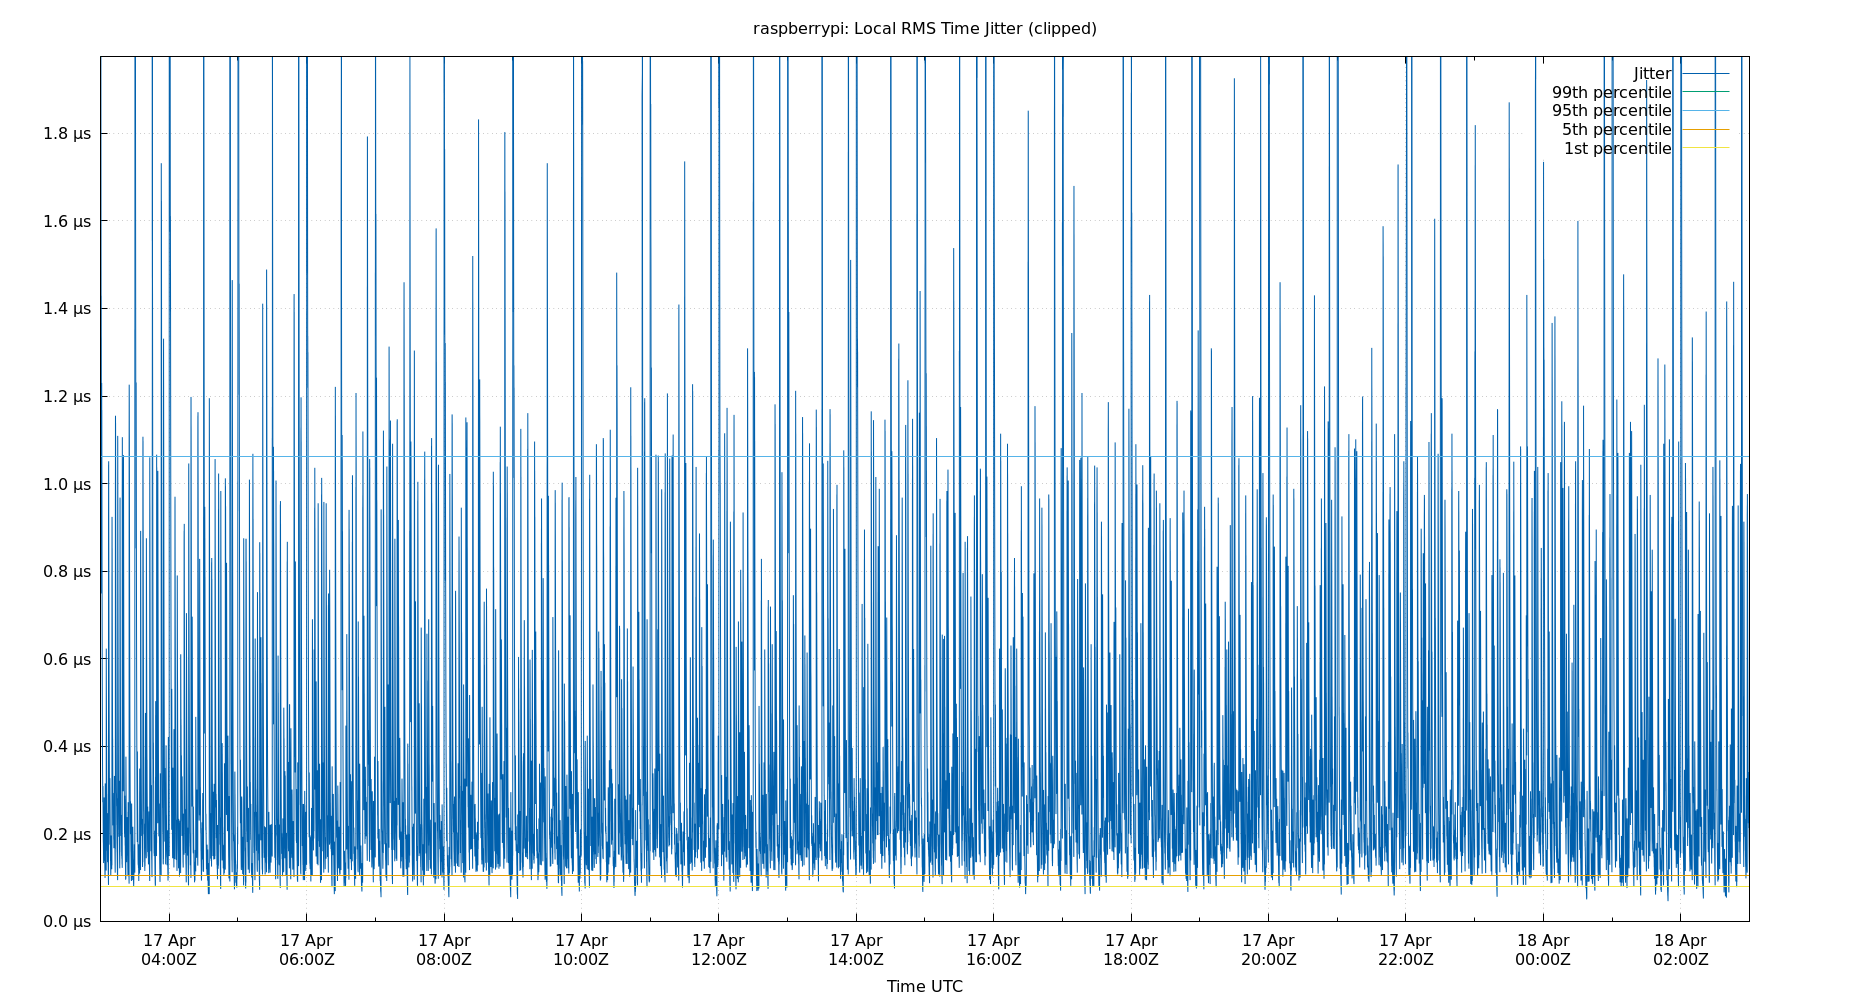 raspberrypi: Local RMS Time Jitter (clipped)
Jitter
99th percentile
95th percentile
5th percentile
1st percentile
1.8 µs
1.6 µs
1.4 µs
1.2 µs
1.0 µs
0.8 µs
0.6 µs
0.4 µs
0.2 µs
0.0 µs
17 Apr 17 Apr 17 Apr 17 Apr 17 Apr 17 Apr 17 Apr 17 Apr 17 Apr 17 Apr 18 Apr 18 Apr
04:00Z 06:00Z 08:00Z 10:00Z 12:00Z 14:00Z 16:00Z 18:00Z 20:00Z 22:00Z 00:00Z 02:00Z
Time UTC